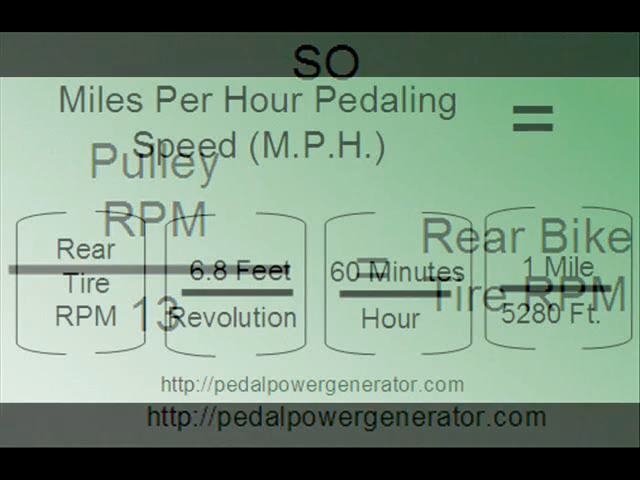 SO
Miles Per Hour Pedaling
Speed (M.P.H.)
=
Pulley
RPM
13
=
Rear Bike
Tire RPM
Rear
Tire
RPM
6.8 Feet
Revolution
60 Minutes
Hour
1 Mile
5280 Ft.
http://pedalpowergenerator.com
http://pedalpowergenerator.com